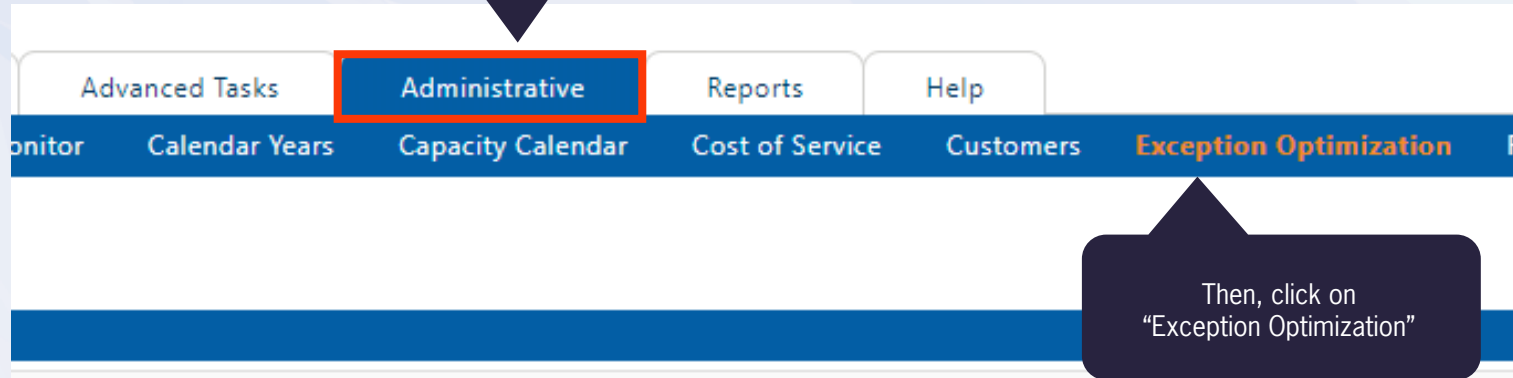 Advanced Tasks Administrative Reports Help
onitor Calendar Years Capacity Calendar Cost of Service Customers Exception Optimization
Then, click on
“Exception Optimization”